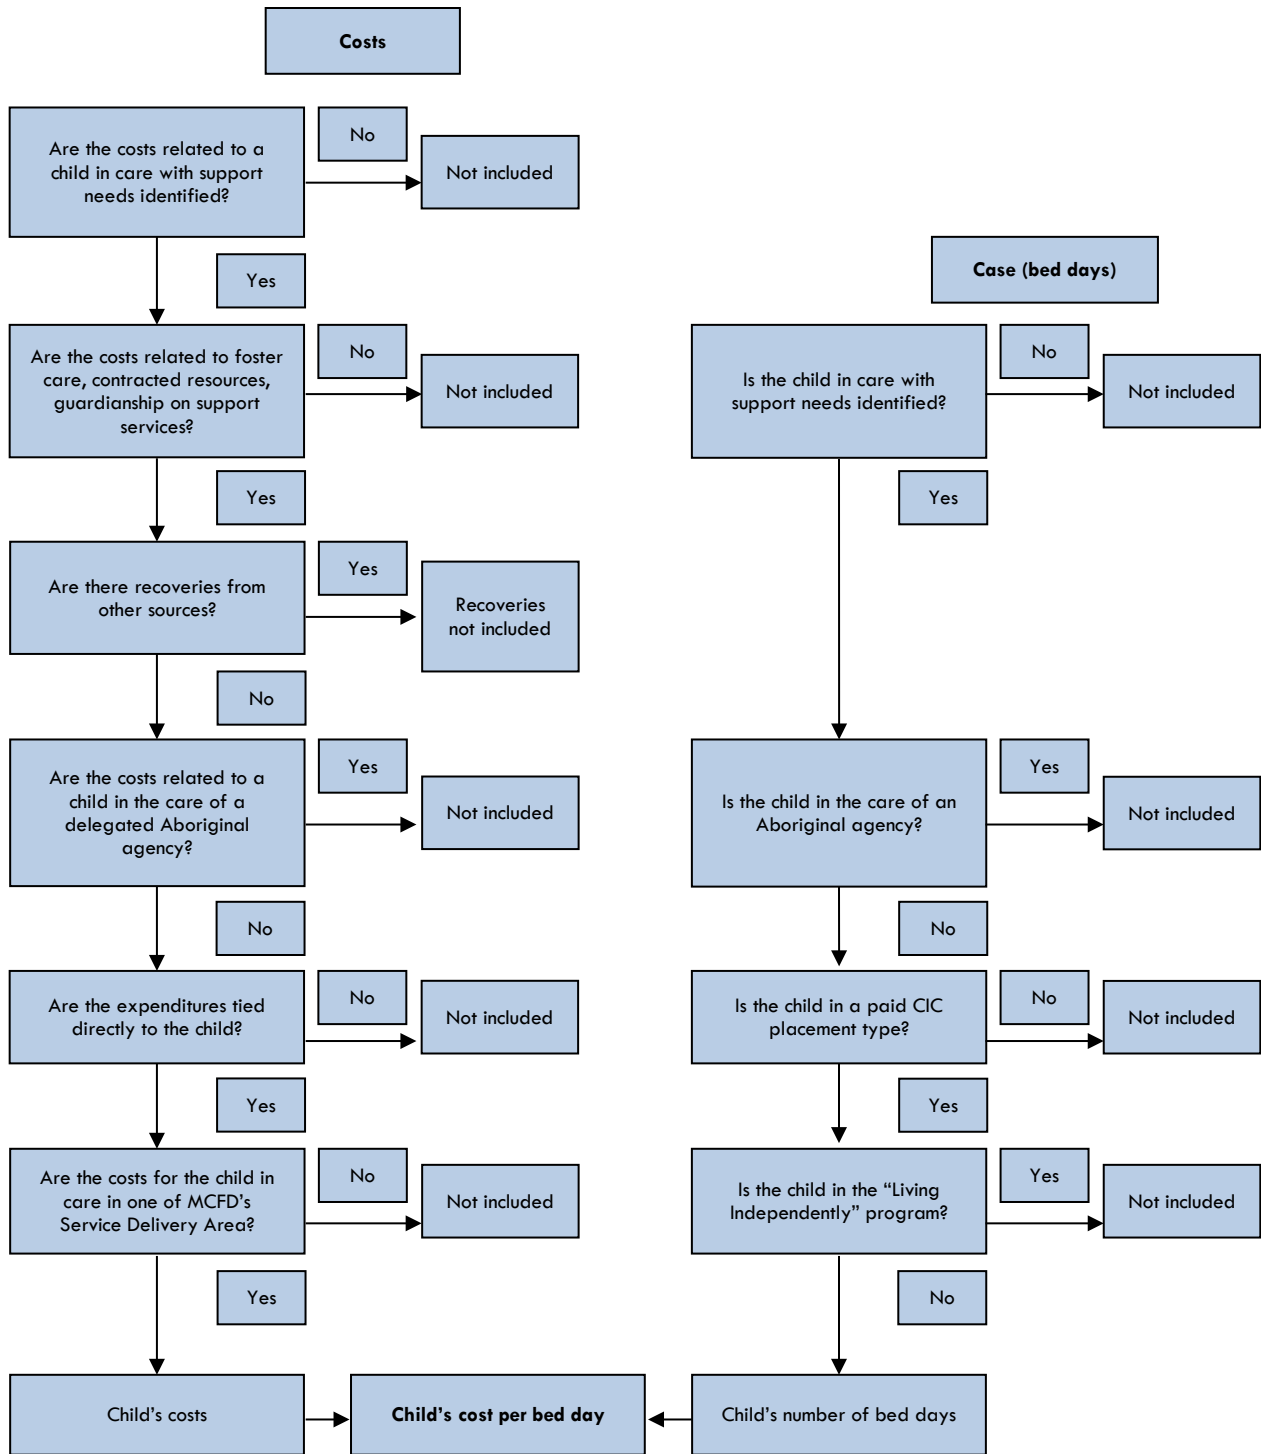 Costs
Are the costs related to a
child in care with support
needs identified?
No
Not included
Yes
Are the costs related to foster
care, contracted resources,
guardianship on support
services?
No
Not included
Yes
Are there recoveries from
other sources?
Yes
Recoveries
not included
No
Are the costs related to a
child in the care of a
delegated Aboriginal
agency?
Yes
Not included
No
Are the expenditures tied
directly to the child?
No
Not included
Yes
Are the costs for the child in
care in one of MCFD’s
Service Delivery Area?
No
Not included
Yes
Child’s costs
Case (bed days)
Is the child in care with
support needs identified?
No
Not included
Yes
Is the child in the care of an
Aboriginal agency?
Yes
Not included
No
Is the child in a paid CIC
placement type?
No
Not included
Yes
Is the child in the “Living
Independently” program?
Yes
Not included
No
Child’s number of bed days
Child’s cost per bed day